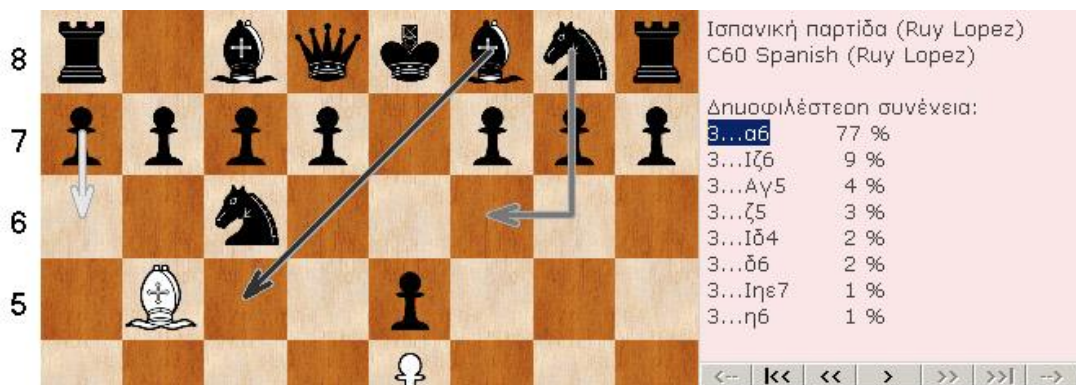 Ισπανική παρτίδα (Ruy Lopez)
C60 Spanish (Ruy Lopez)
Δημοφιλέστερη συνέχεια:
3...α6 77 %
3...Ιζ6 9 %
3...Αγ5 4 %
3...ζ5 3 %
3...Ιδ4 2 %
3...δ6 2 %
3...Ιηε7 1 %
3...η6 1 %
8
7
6
5
<-- |<< << > >> >>| -->